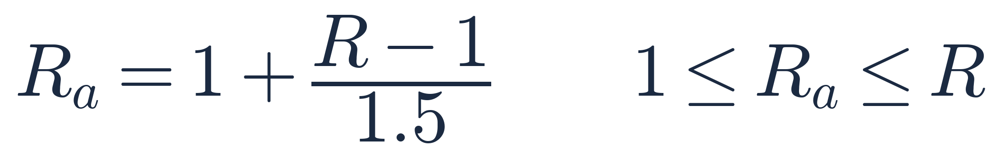 R_a = 1 + \frac{R - 1}{1.5} \qquad 1 \leq R_a \leq R